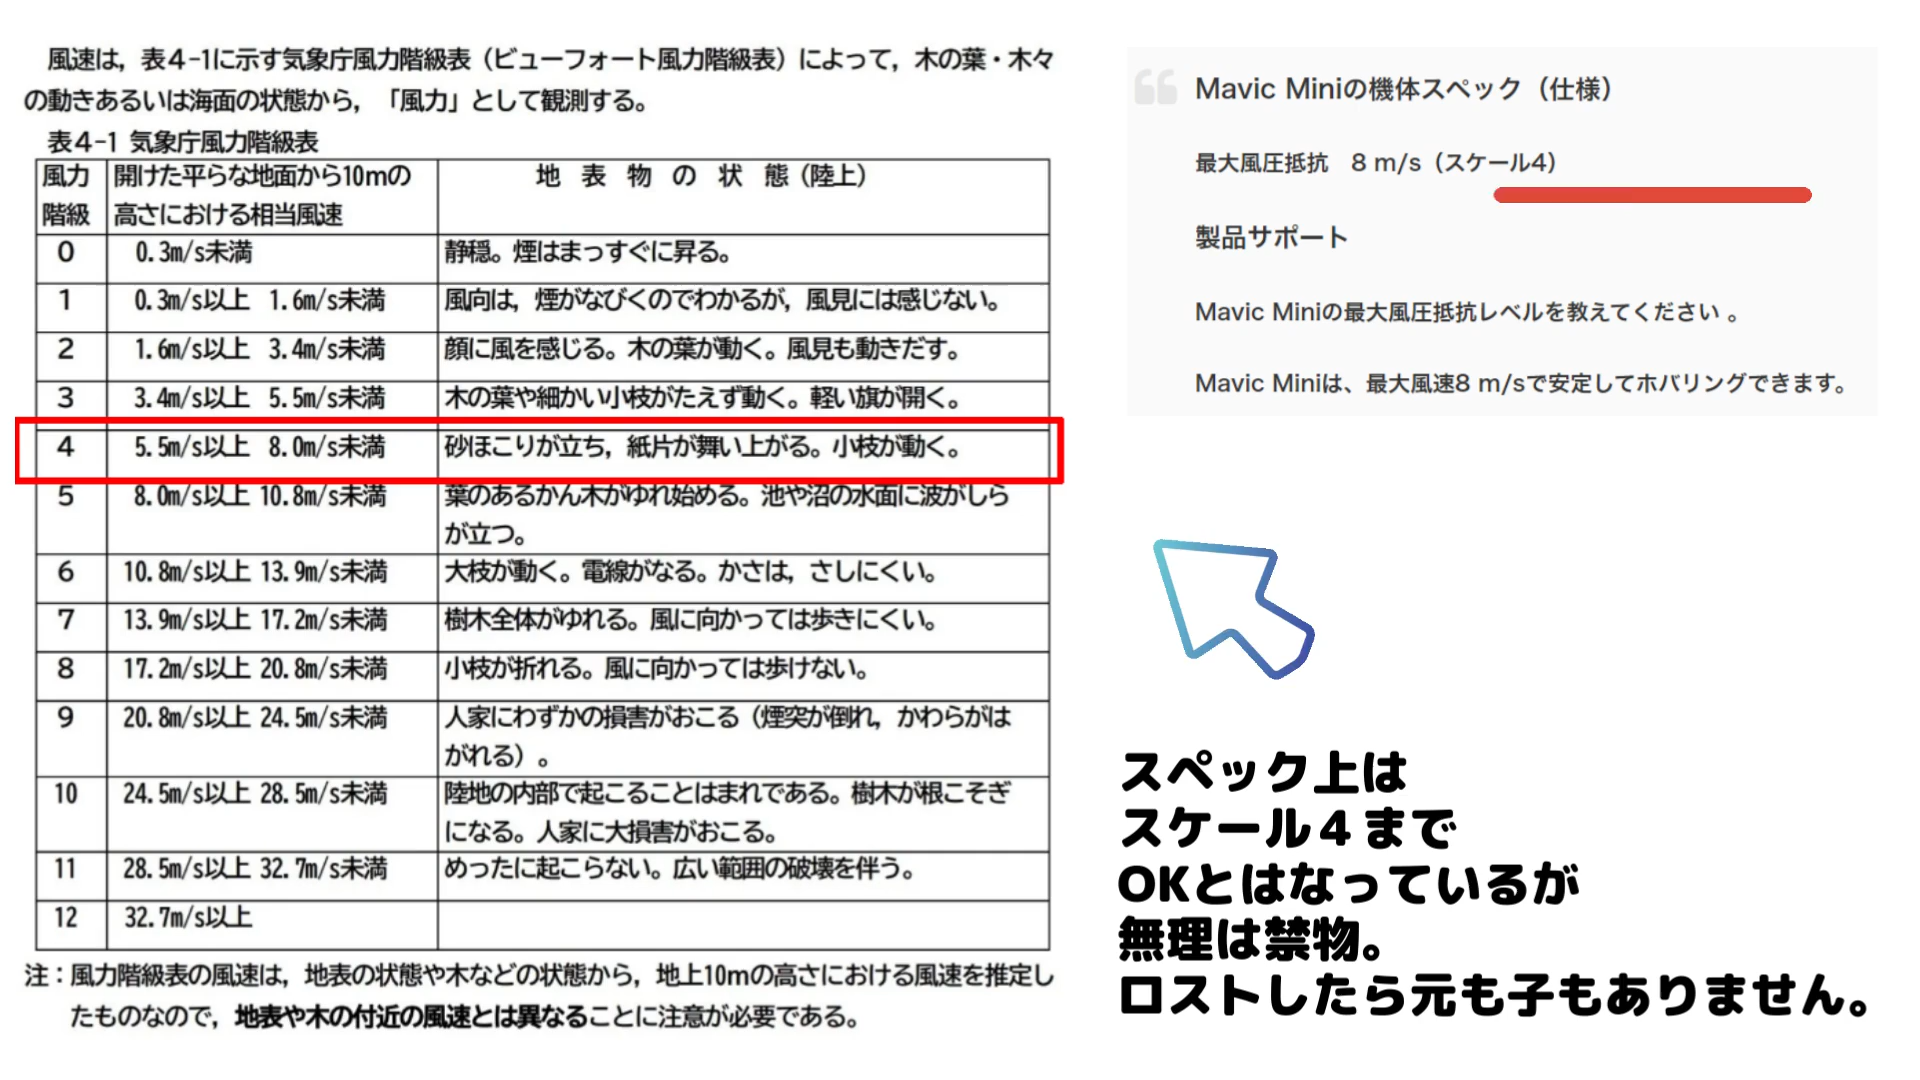 風速は，表４-1に示す気象庁風力階級表（ビューフォート風力階級表）によって，木の葉・木々
の動きあるいは海面の状態から，「風力」として観測する。
表４-1 気象庁風力階級表
風力
階級
開けた平らな地面から10mの
高さにおける相当風速
地 表 物 の 状 態（陸上）
0 0.3m/s未満 静穏。煙はまっすぐに昇る。
1 0.3m/s以上 1.6m/s未満 風向は，煙がなびくのでわかるが，風見には感じない。
2 1.6m/s以上 3.4m/s未満 顔に風を感じる。木の葉が動く。風見も動きだす。
3 3.4m/s以上 5.5m/s未満 木の葉や細かい小枝がたえず動く。軽い旗が開く。
4 5.5m/s以上 8.0m/s未満 砂ほこりが立ち，紙片が舞い上がる。小枝が動く。
5 8.0m/s以上 10.8m/s未満 葉のあるかん木がゆれ始める。池や沼の水面に波がしら
が立つ。
6 10.8m/s以上 13.9m/s未満 大枝が動く。電線がなる。かさは，さしにくい。
7 13.9m/s以上 17.2m/s未満 樹木全体がゆれる。風に向かっては歩きにくい。
8 17.2m/s以上 20.8m/s未満 小枝が折れる。風に向かっては歩けない。
9 20.8m/s以上 24.5m/s未満 人家にわずかの損害がおこる（煙突が倒れ，かわらがは
がれる）。
10 24.5m/s以上 28.5m/s未満 陸地の内部で起こることはまれである。樹木が根こそぎ
になる。人家に大損害がおこる。
11 28.5m/s以上 32.7m/s未満 めったに起こらない。広い範囲の破壊を伴う。
12 32.7m/s以上
注：風力階級表の風速は，地表の状態や木などの状態から，地上10mの高さにおける風速を推定し
たものなので，地表や木の付近の風速とは異なることに注意が必要である。
Mavic Miniの機体スペック（仕様）
最大風圧抵抗 8 m/s（スケール4）
製品サポート
Mavic Miniの最大風圧抵抗レベルを教えてください 。
Mavic Miniは、最大風速8 m/sで安定してホバリングできます。
スペック上は
スケール４まで
OKとはなっているが
無理は禁物。
ロストしたら元も子もありません。